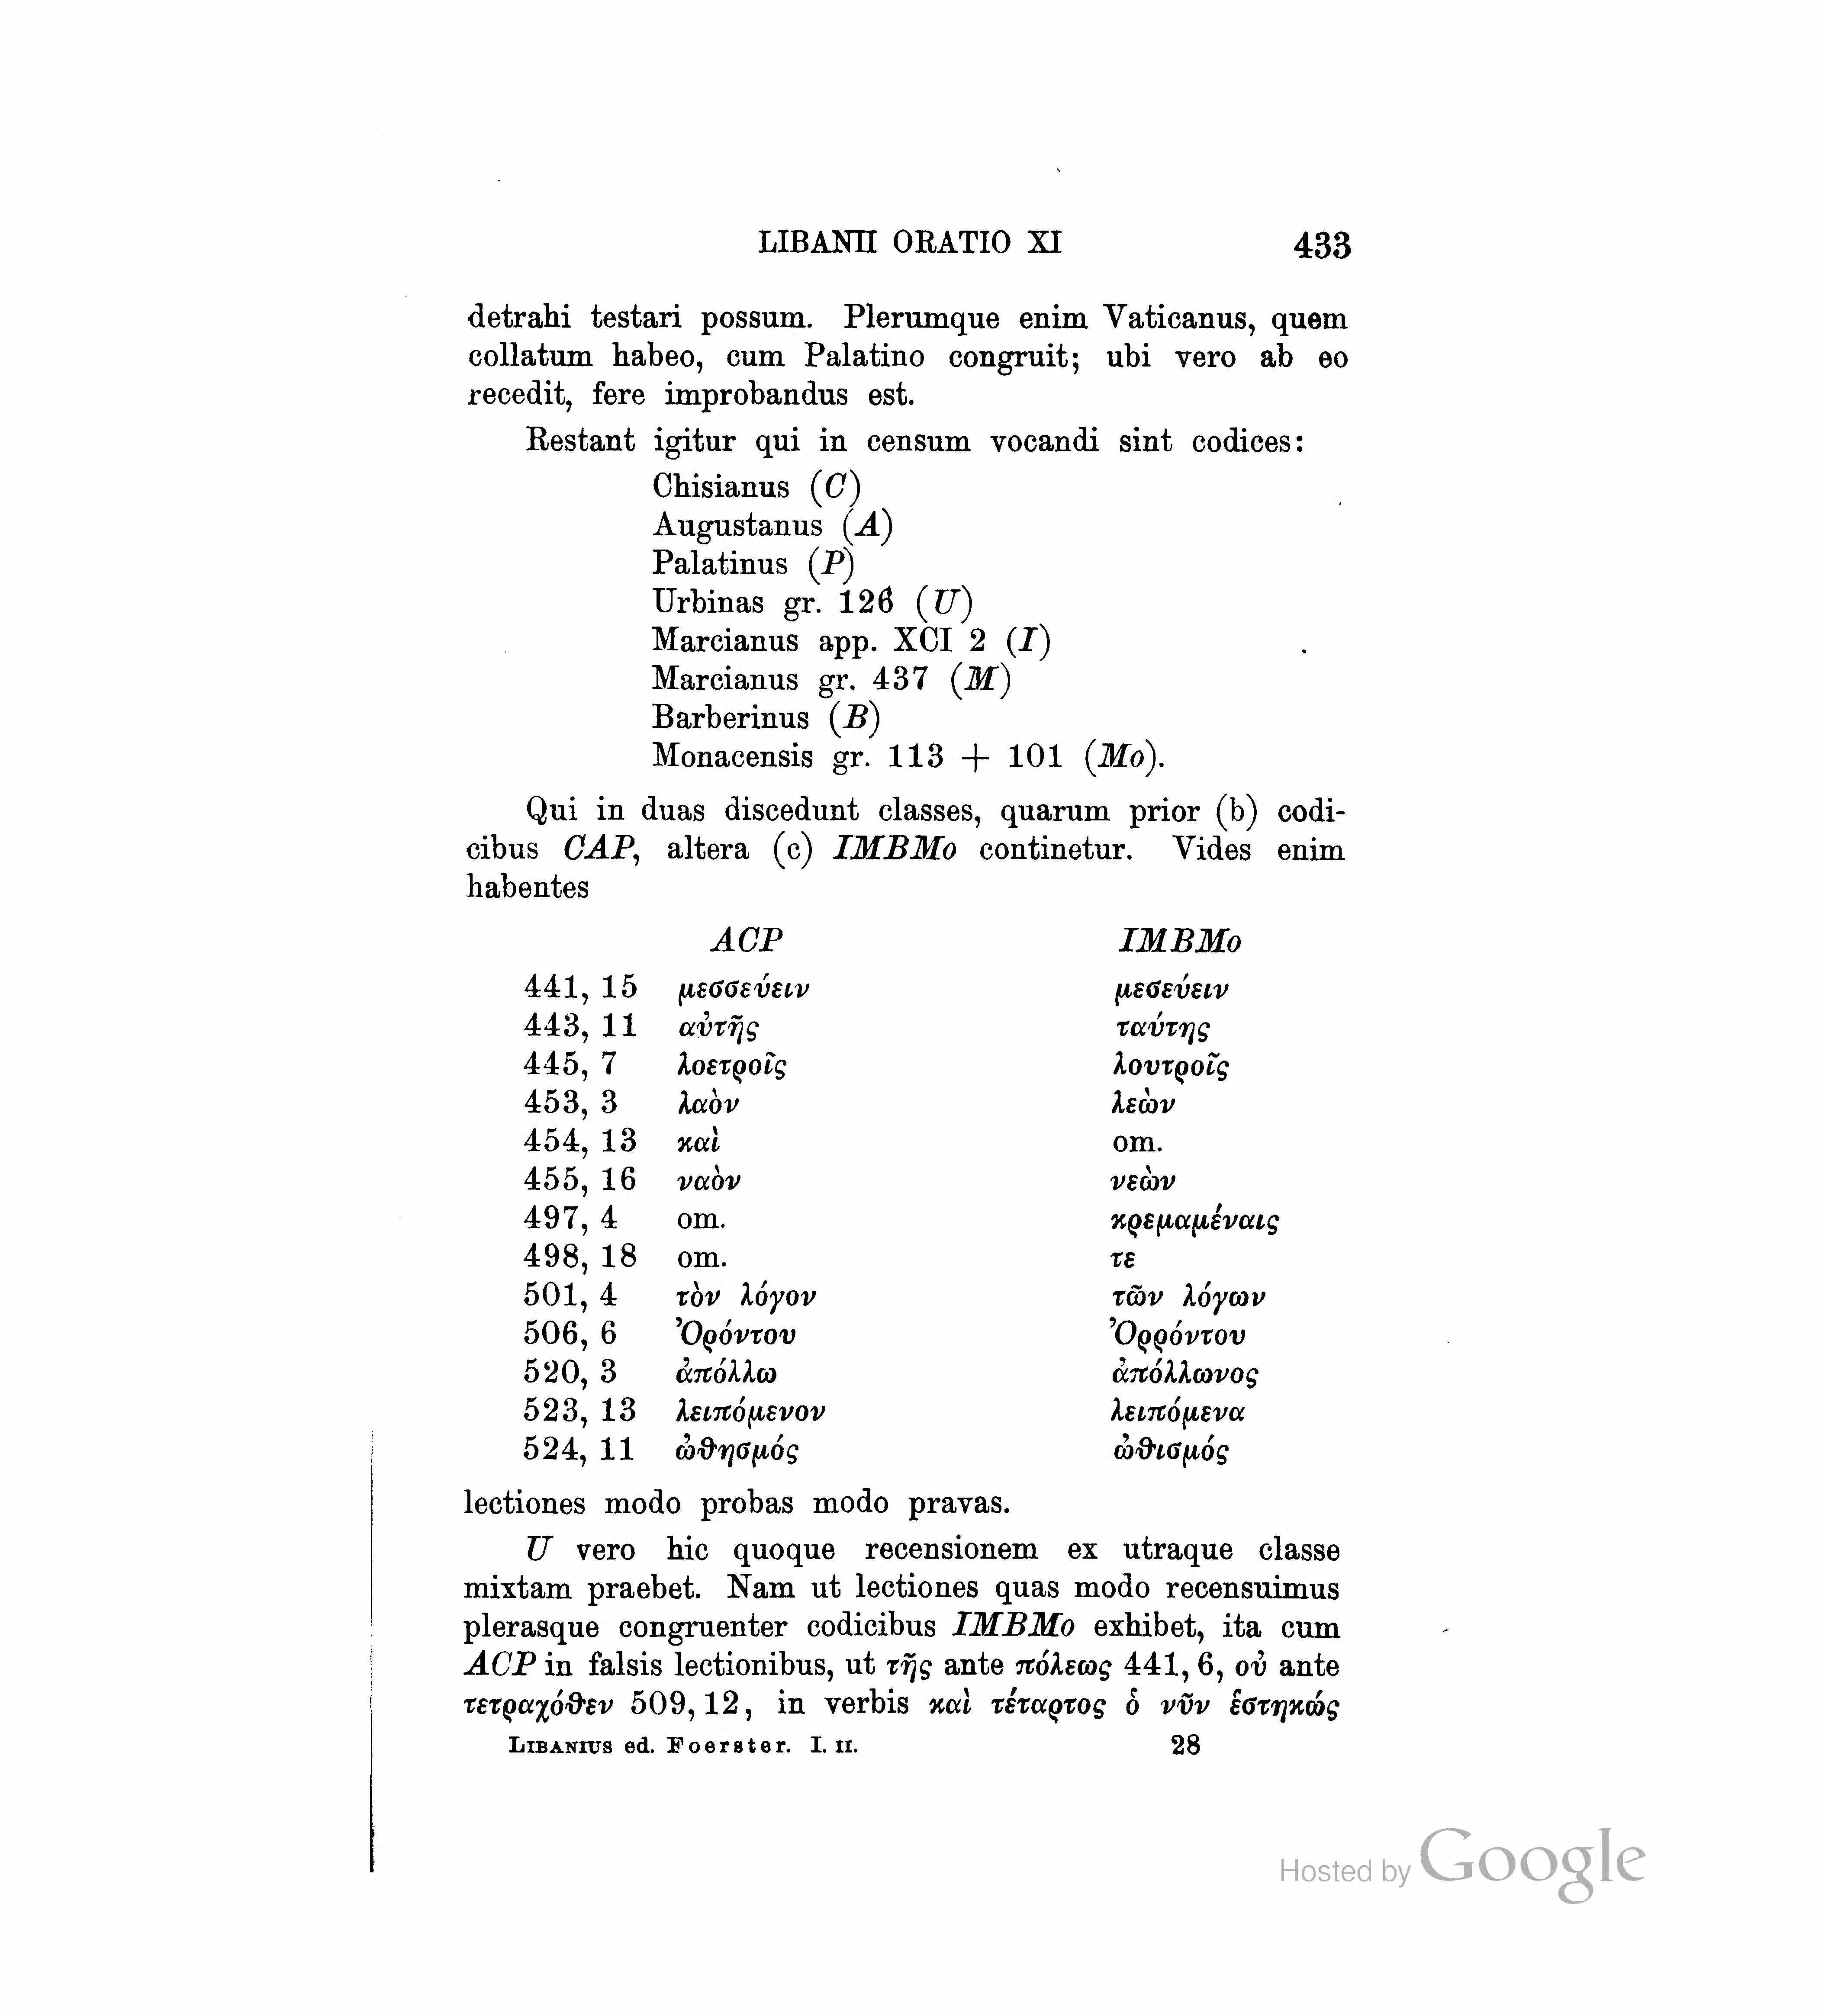 LIBANII ORATIO XI 433
detrahi testari possum. Plerumque enim Vaticanus, quem
collatum habeo, cum Palatino congruit; ubi vero ab eo
recedit, fere improbandus est.
Restant igitur qui in censum vocandi sint codices:
Chisianus (C)
Augustanus (A)
Palatinus (P)
Urbinas gr. 126 (U)
Marcianus app. XCI 2 (I)
Marcianus gr. 437 (M)
Barberinus (B)
Monacensis gr. 113 + 101 (Mo).
Qui in duas discedunt classes, quarum prior (b) codi-
cibus CAP, altera (c) IMBMo continetur. Vides enim
habentes
ACP IMBMo
441, 15 μεσσεύειν μεσεύειν
443, 11 αὐτῆς ταύτης
445, 7 λοετροῖς λουτροῖς
453, 3 λαὸν λεὼν
454, 13 καὶ om.
455, 16 ναὸν νεὼν
497, 4 om. κρεμαμέναις
498, 18 om. τε
501, 4 τὸν λόγον τῶν λόγων
506, 6 Ὀρόντου Ὀρρόντου
520, 3 ἀπόλλω ἀπόλλωνος
523, 13 λειπόμενον λειπόμενα
524, 11 ὠθησμός ὠθισμός
lectiones modo probas modo pravas.
U vero hic quoque recensionem ex utraque classe
mixtam praebet. Nam ut lectiones quas modo recensuimus
plerasque congruenter codicibus IMBMo exhibet, ita cum
ACP in falsis lectionibus, ut τῆς ante πόλεως 441, 6, οὐ ante
τετραχόθεν 509, 12, in verbis καὶ τέταρτος ὁ νῦν ἑστηκώς
LIBANIUS ed. Foerster. I. II. 28
Hosted by Google